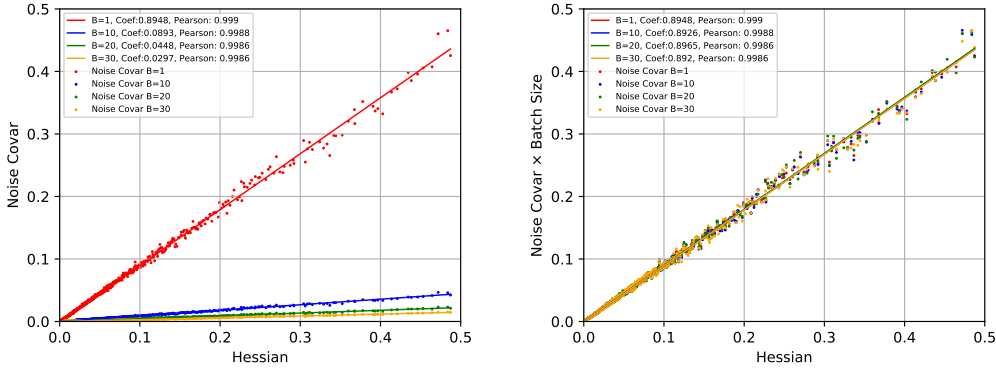 B=1, Coef:0.8948, Pearson: 0.999
B=10, Coef:0.0893, Pearson: 0.9988
B=20, Coef:0.0448, Pearson: 0.9986
B=30, Coef:0.0297, Pearson: 0.9986
Noise Covar B=1
Noise Covar B=10
Noise Covar B=20
Noise Covar B=30
Noise Covar
0.5
0.4
0.3
0.2
0.1
0.0
0.0 0.1 0.2 0.3 0.4 0.5
Hessian
B=1, Coef:0.8948, Pearson: 0.999
B=10, Coef:0.8926, Pearson: 0.9988
B=20, Coef:0.8965, Pearson: 0.9986
B=30, Coef:0.892, Pearson: 0.9986
Noise Covar B=1
Noise Covar B=10
Noise Covar B=20
Noise Covar B=30
Noise Covar × Batch Size
0.5
0.4
0.3
0.2
0.1
0.0
0.0 0.1 0.2 0.3 0.4 0.5
Hessian